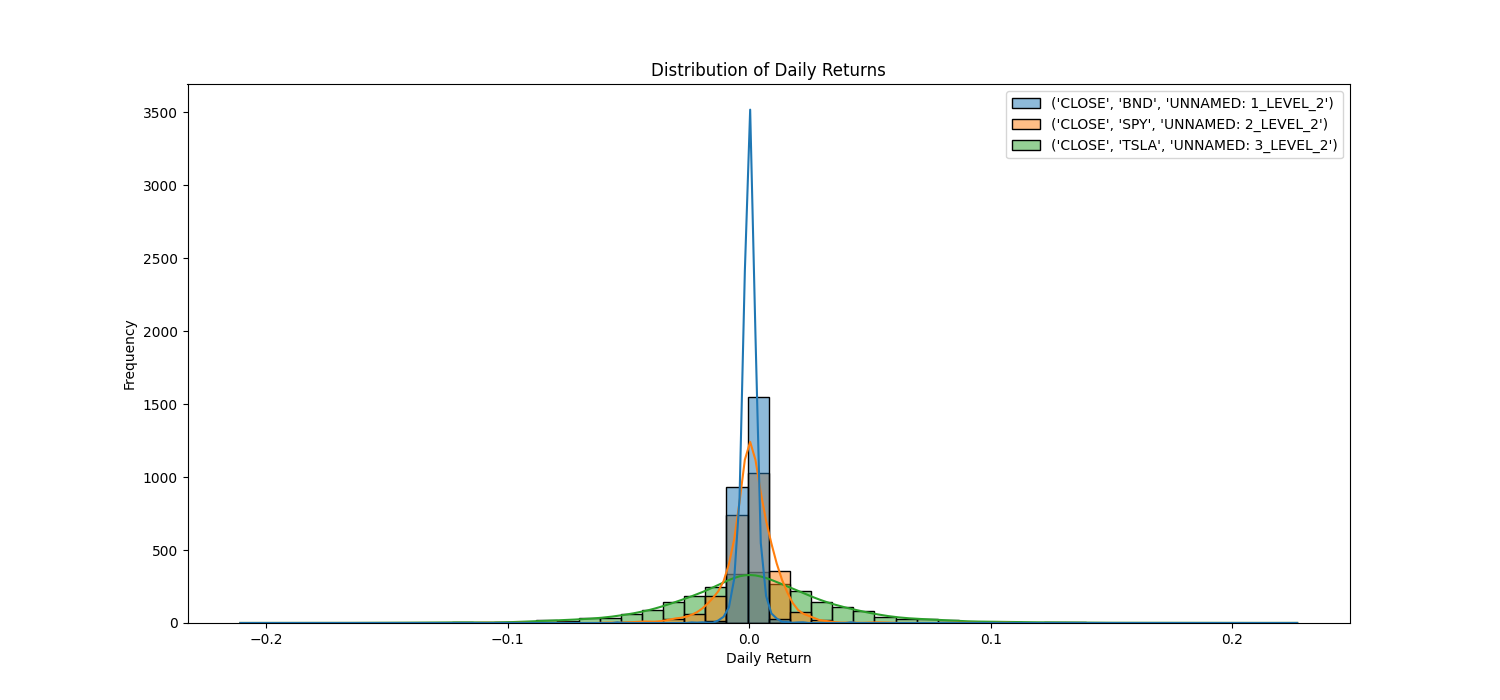 Distribution of Daily Returns
('CLOSE', 'BND', 'UNNAMED: 1_LEVEL_2')
('CLOSE', 'SPY', 'UNNAMED: 2_LEVEL_2')
('CLOSE', 'TSLA', 'UNNAMED: 3_LEVEL_2')
Frequency
3500
3000
2500
2000
1500
1000
500
0
−0.2 −0.1 0.0 0.1 0.2
Daily Return